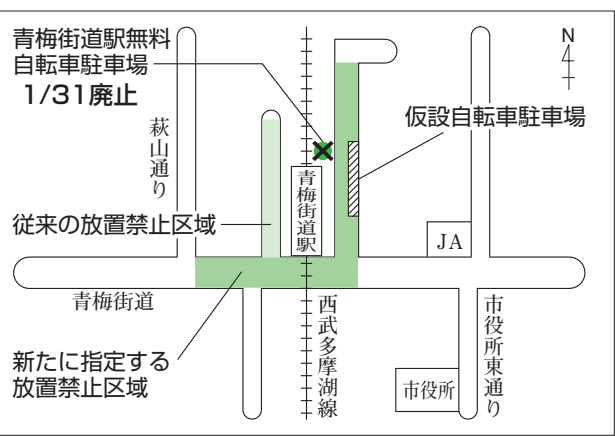 青梅街道駅無料
自転車駐車場
1/31廃止
N
仮設自転車駐車場
萩山通り
青梅街道駅
従来の放置禁止区域
JA
青梅街道
西武多摩湖線
市役所東通り
新たに指定する
放置禁止区域
市役所